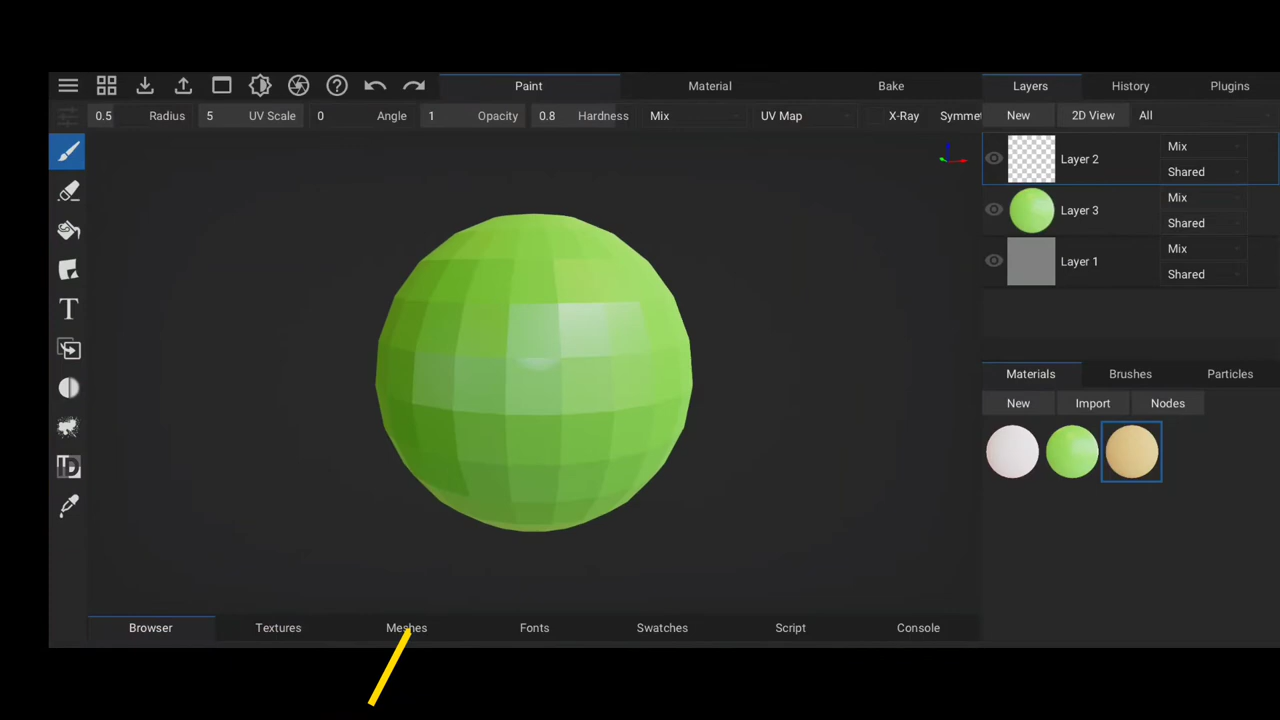 Paint Material Bake Layers History Plugins
0.5 Radius 5 UV Scale 0 Angle 1 Opacity 0.8 Hardness Mix UV Map X-Ray Symmet New 2D View All
Layer 2 Mix
Shared
Layer 3 Mix
Shared
Layer 1 Mix
Shared
Materials Brushes Particles
New Import Nodes
T
ID
Browser Textures Meshes Fonts Swatches Script Console